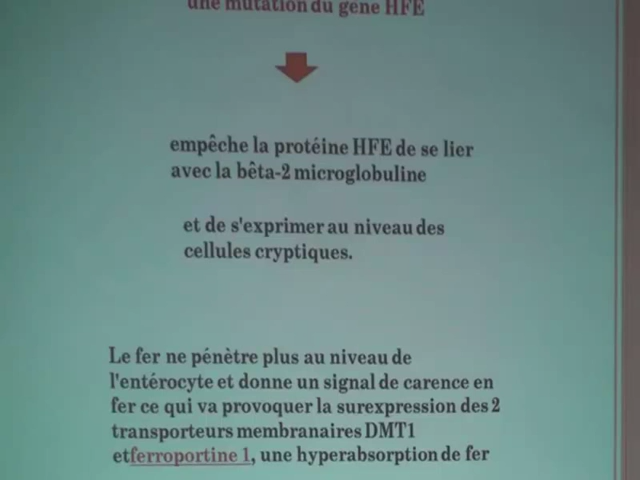 une mutation du gène HFE
empêche la protéine HFE de se lier
avec la bêta-2 microglobuline
et de s'exprimer au niveau des
cellules cryptiques.
Le fer ne pénètre plus au niveau de
l'entérocyte et donne un signal de carence en
fer ce qui va provoquer la surexpression des 2
transporteurs membranaires DMT1
etferroportine 1, une hyperabsorption de fer